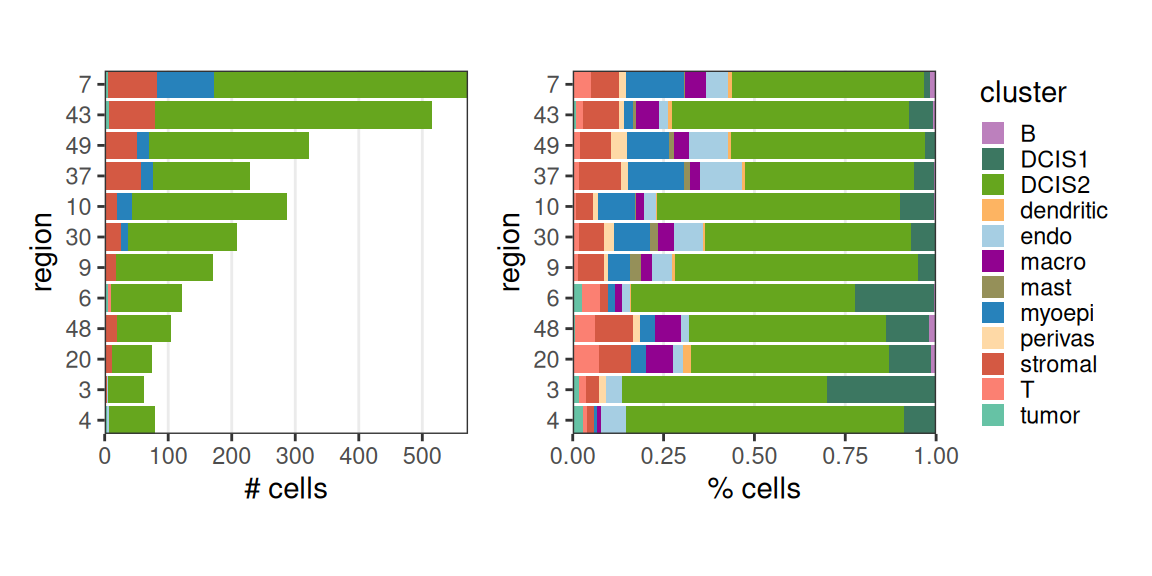 region
7
43
49
37
10
30
9
6
48
20
3
4
0
100
200
300
400
500
# cells
region
7
43
49
37
10
30
9
6
48
20
3
4
0.00
0.25
0.50
0.75
1.00
% cells
cluster
B
DCIS1
DCIS2
dendritic
endo
macro
mast
myoepi
perivas
stromal
T
tumor